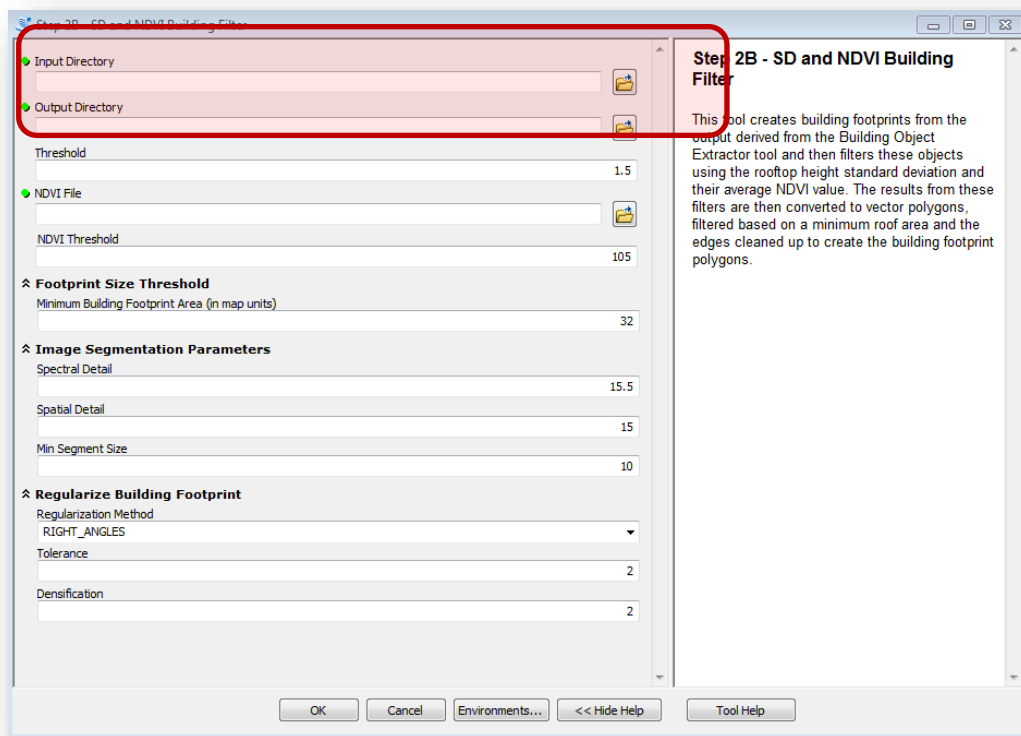 Step 2B - SD and NDVI Building Filter
Input Directory
Output Directory
Threshold
1.5
NDVI File
NDVI Threshold
105
Footprint Size Threshold
Minimum Building Footprint Area (in map units)
32
Image Segmentation Parameters
Spectral Detail
15.5
Spatial Detail
15
Min Segment Size
10
Regularize Building Footprint
Regularization Method
RIGHT_ANGLES
Tolerance
2
Densification
2
OK
Cancel
Environments...
<< Hide Help
Tool Help
Step 2B - SD and NDVI Building
Filter
This tool creates building footprints from the
output derived from the Building Object
Extractor tool and then filters these objects
using the rooftop height standard deviation and
their average NDVI value. The results from these
filters are then converted to vector polygons,
filtered based on a minimum roof area and the
edges cleaned up to create the building footprint
polygons.